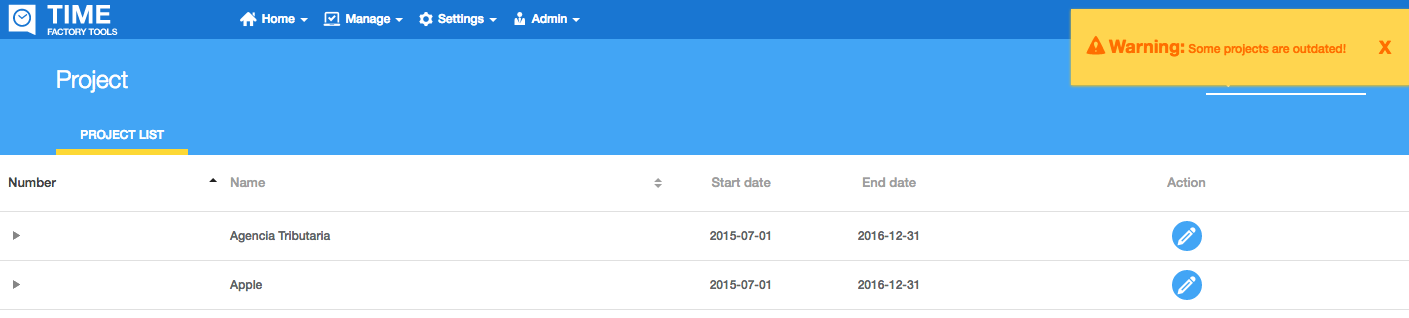 TIME
FACTORY TOOLS
Home Manage Settings Admin
Warning: Some projects are outdated! X
Project
PROJECT LIST
Number Name Start date End date Action
Agencia Tributaria 2015-07-01 2016-12-31
Apple 2015-07-01 2016-12-31